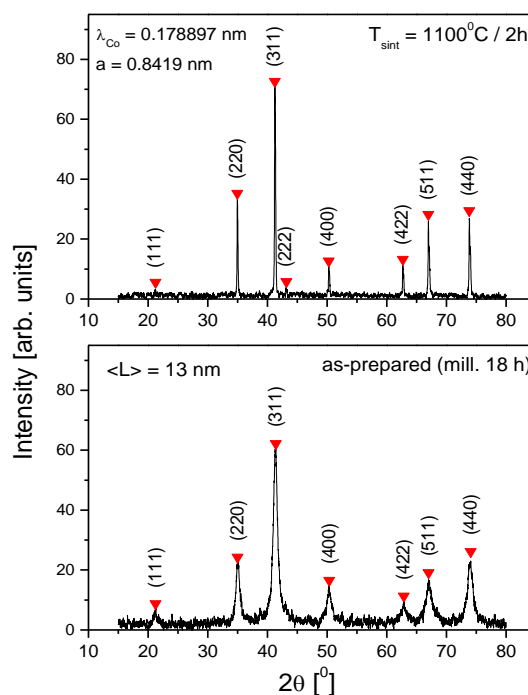 λCo = 0.178897 nm
a = 0.8419 nm
Tsint = 1100⁰C / 2h
(111)
(220)
(311)
(222)
(400)
(422)
(511)
(440)
80
60
40
20
0
10 20 30 40 50 60 70 80
Intensity [arb. units]
<L> = 13 nm
as-prepared (mill. 18 h)
(111)
(220)
(311)
(400)
(422)
(511)
(440)
80
60
40
20
0
10 20 30 40 50 60 70 80
2θ [⁰]